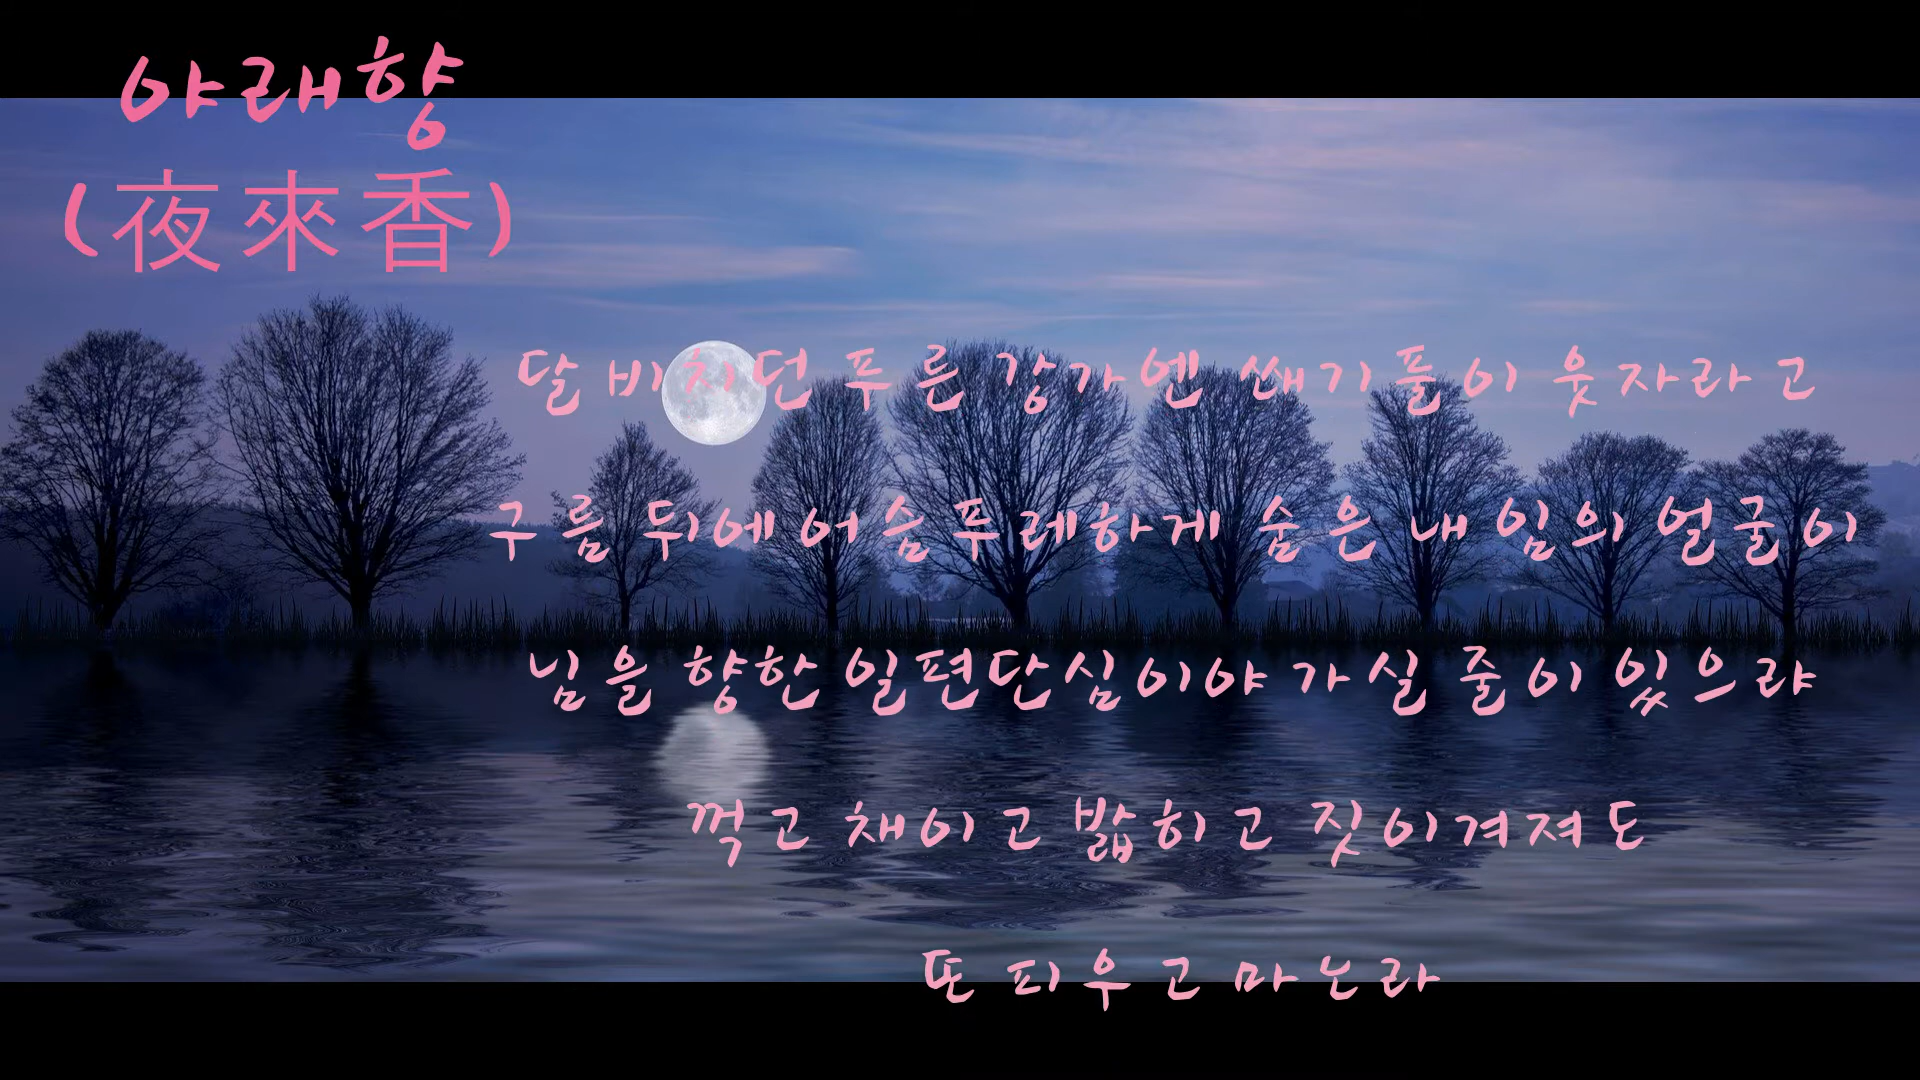 야래향
(夜來香)
달 비치던 푸른 강가엔 쐐기풀이 웃자라고
구름 뒤에 어슴푸레하게 숨은 내 임의 얼굴이
님을 향한 일편단심이야 가실 줄이 있으랴
꺽고 채이고 밟히고 짓이겨져도
또 피우고 마노라